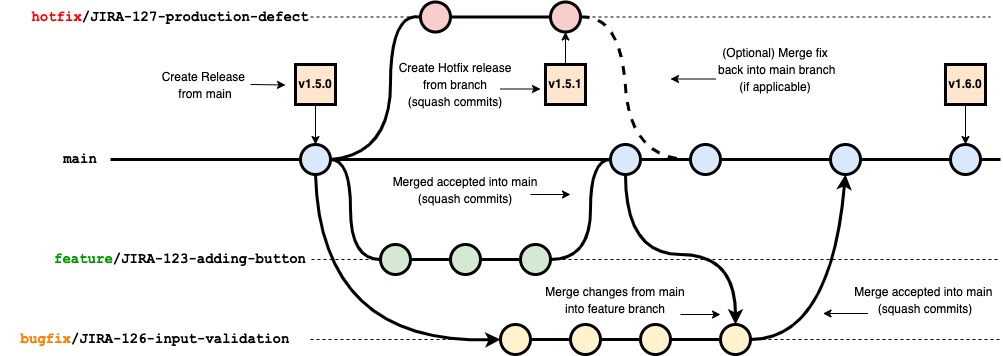 hotfix/JIRA-127-production-defect
Create Release
from main
v1.5.0
Create Hotfix release
from branch
(squash commits)
v1.5.1
(Optional) Merge fix
back into main branch
(if applicable)
v1.6.0
main
Merged accepted into main
(squash commits)
feature/JIRA-123-adding-button
Merge changes from main
into feature branch
Merge accepted into main
(squash commits)
bugfix/JIRA-126-input-validation